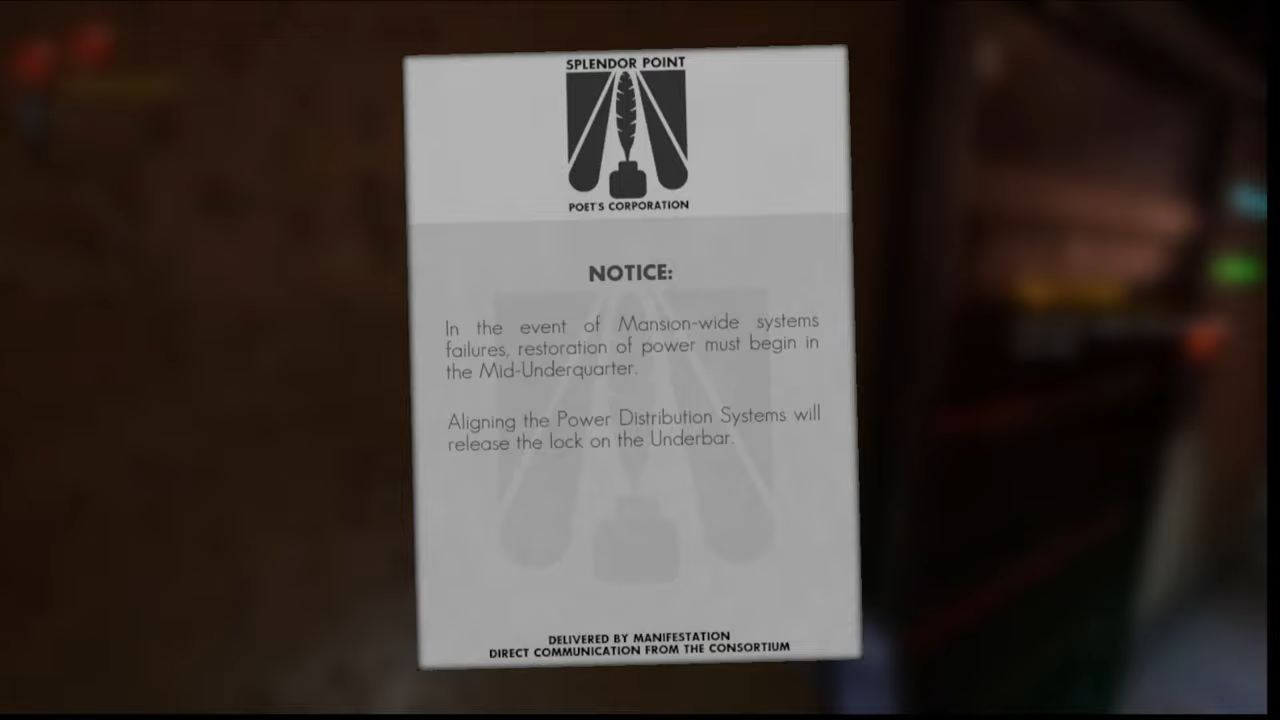 SPLENDOR POINT
POET'S CORPORATION
NOTICE:
In the event of Mansion-wide systems
failures, restoration of power must begin in
the Mid-Underquarter.
Aligning the Power Distribution Systems will
release the lock on the Underbar.
DELIVERED BY MANIFESTATION
DIRECT COMMUNICATION FROM THE CONSORTIUM